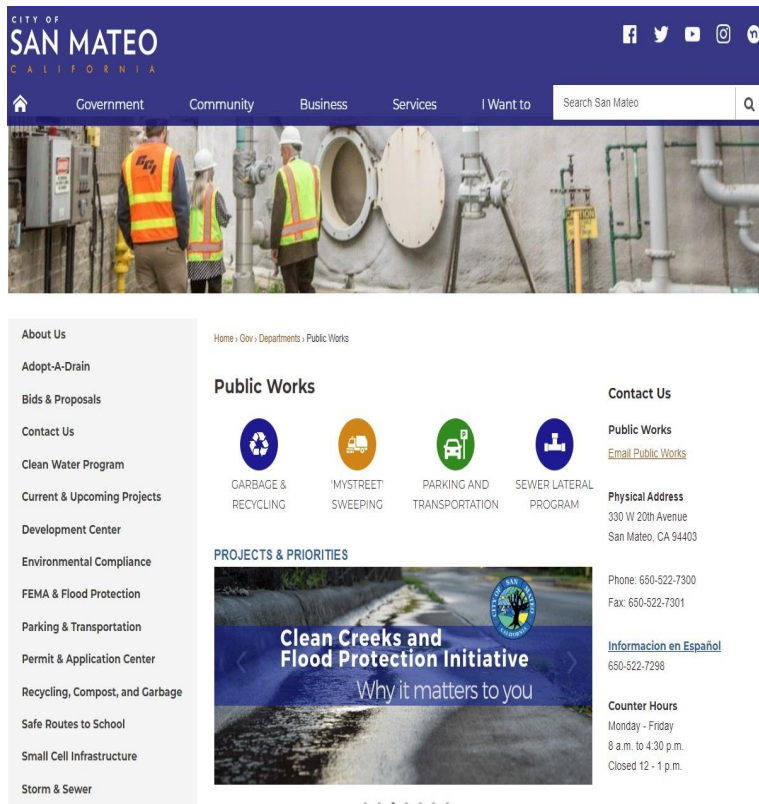 CITY OF
SAN MATEO
CALIFORNIA
Government
Community
Business
Services
I Want to
Search San Mateo
CAUTION
About Us
Adopt-A-Drain
Bids & Proposals
Contact Us
Clean Water Program
Current & Upcoming Projects
Development Center
Environmental Compliance
FEMA & Flood Protection
Parking & Transportation
Permit & Application Center
Recycling, Compost, and Garbage
Safe Routes to School
Small Cell Infrastructure
Storm & Sewer
Home › Gov › Departments › Public Works
Public Works
GARBAGE &
RECYCLING
'MYSTREET'
SWEEPING
PARKING AND
TRANSPORTATION
SEWER LATERAL
PROGRAM
PROJECTS & PRIORITIES
CITY OF SAN MATEO
CALIFORNIA
Clean Creeks and
Flood Protection Initiative
Why it matters to you
Contact Us
Public Works
Email Public Works
Physical Address
330 W 20th Avenue
San Mateo, CA 94403
Phone: 650-522-7300
Fax: 650-522-7301
Informacion en Español
650-522-7298
Counter Hours
Monday - Friday
8 a.m. to 4:30 p.m.
Closed 12 - 1 p.m.